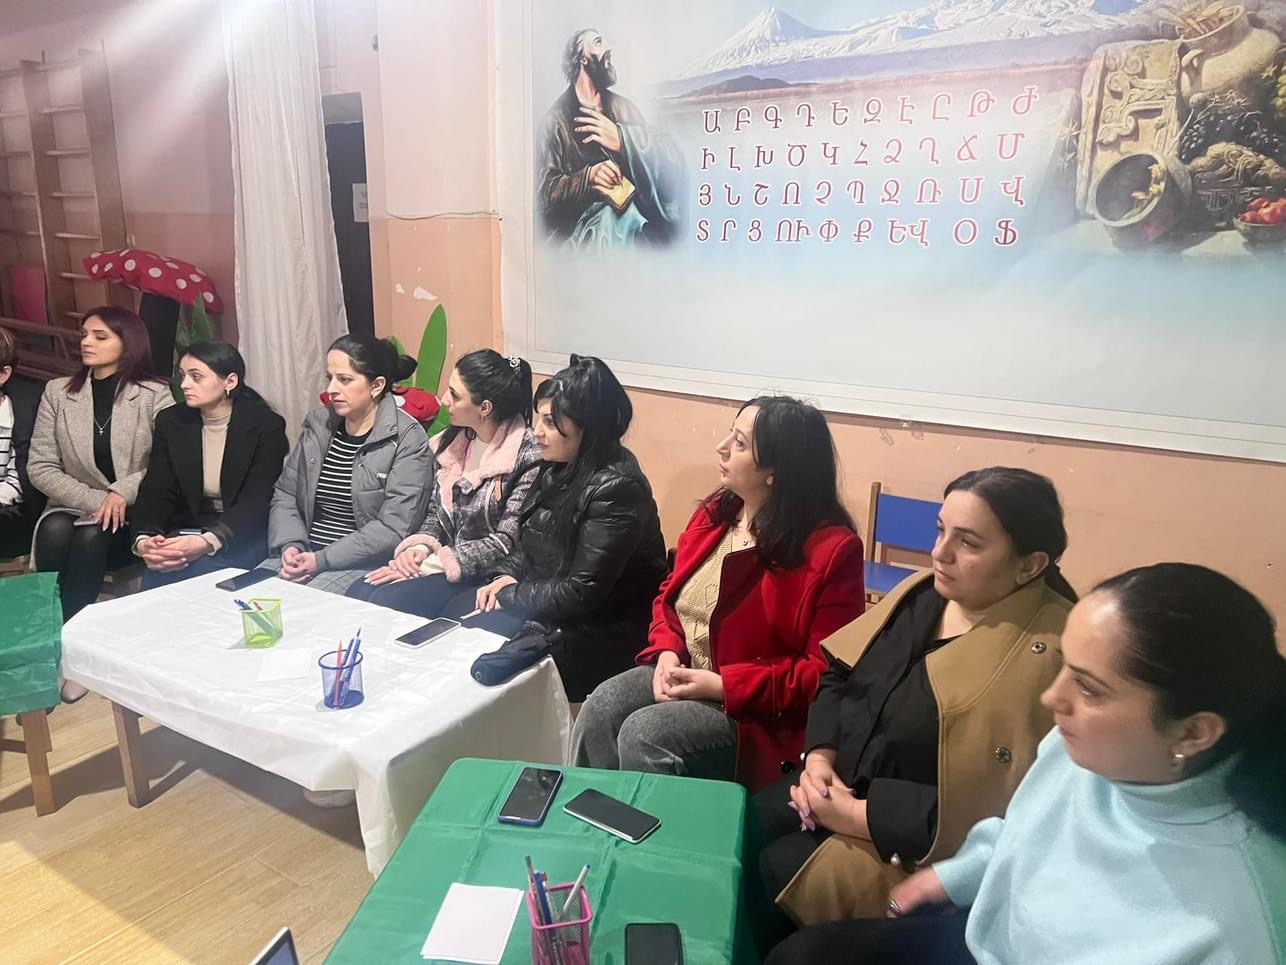 Ա Բ Գ Դ Ե Զ Է Ը Թ Ժ
Ի Լ Խ Ծ Կ Հ Ձ Ղ Ճ Մ
Յ Ն Շ Ո Չ Պ Ջ Ռ Ս Վ
Տ Ր Ց ՈՒ Փ Ք ԵՎ Օ Ֆ